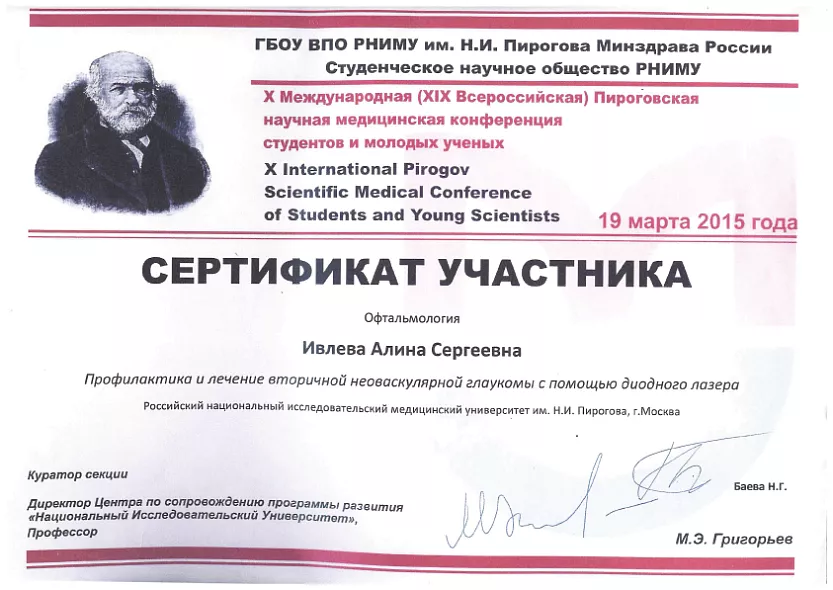 ГБОУ ВПО РНИМУ им. Н.И. Пирогова Минздрава России
Студенческое научное общество РНИМУ
X Международная (XIX Всероссийская) Пироговская
научная медицинская конференция
студентов и молодых ученых
X International Pirogov
Scientific Medical Conference
of Students and Young Scientists
19 марта 2015 года
СЕРТИФИКАТ УЧАСТНИКА
Офтальмология
Ивлева Алина Сергеевна
Профилактика и лечение вторичной неоваскулярной глаукомы с помощью диодного лазера
Российский национальный исследовательский медицинский университет им. Н.И. Пирогова, г.Москва
Куратор секции
Баева Н.Г.
Директор Центра по сопровождению программы развития
«Национальный Исследовательский Университет»,
Профессор
М.Э. Григорьев